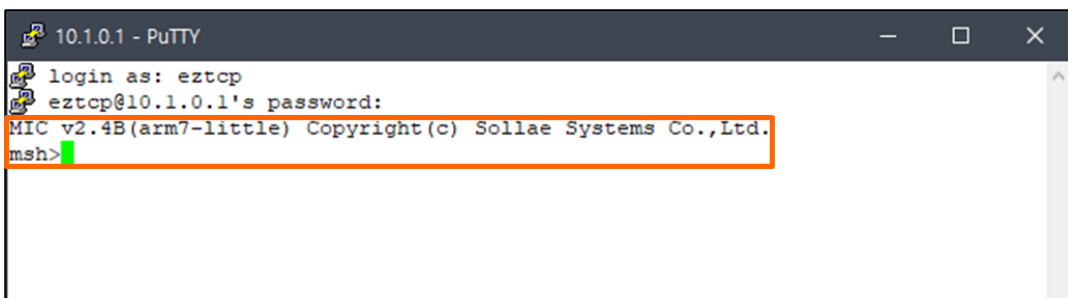 10.1.0.1 - PuTTY
login as: eztcp
eztcp@10.1.0.1's password:
MIC v2.4B(arm7-little) Copyright(c) Sollae Systems Co.,Ltd.
msh>